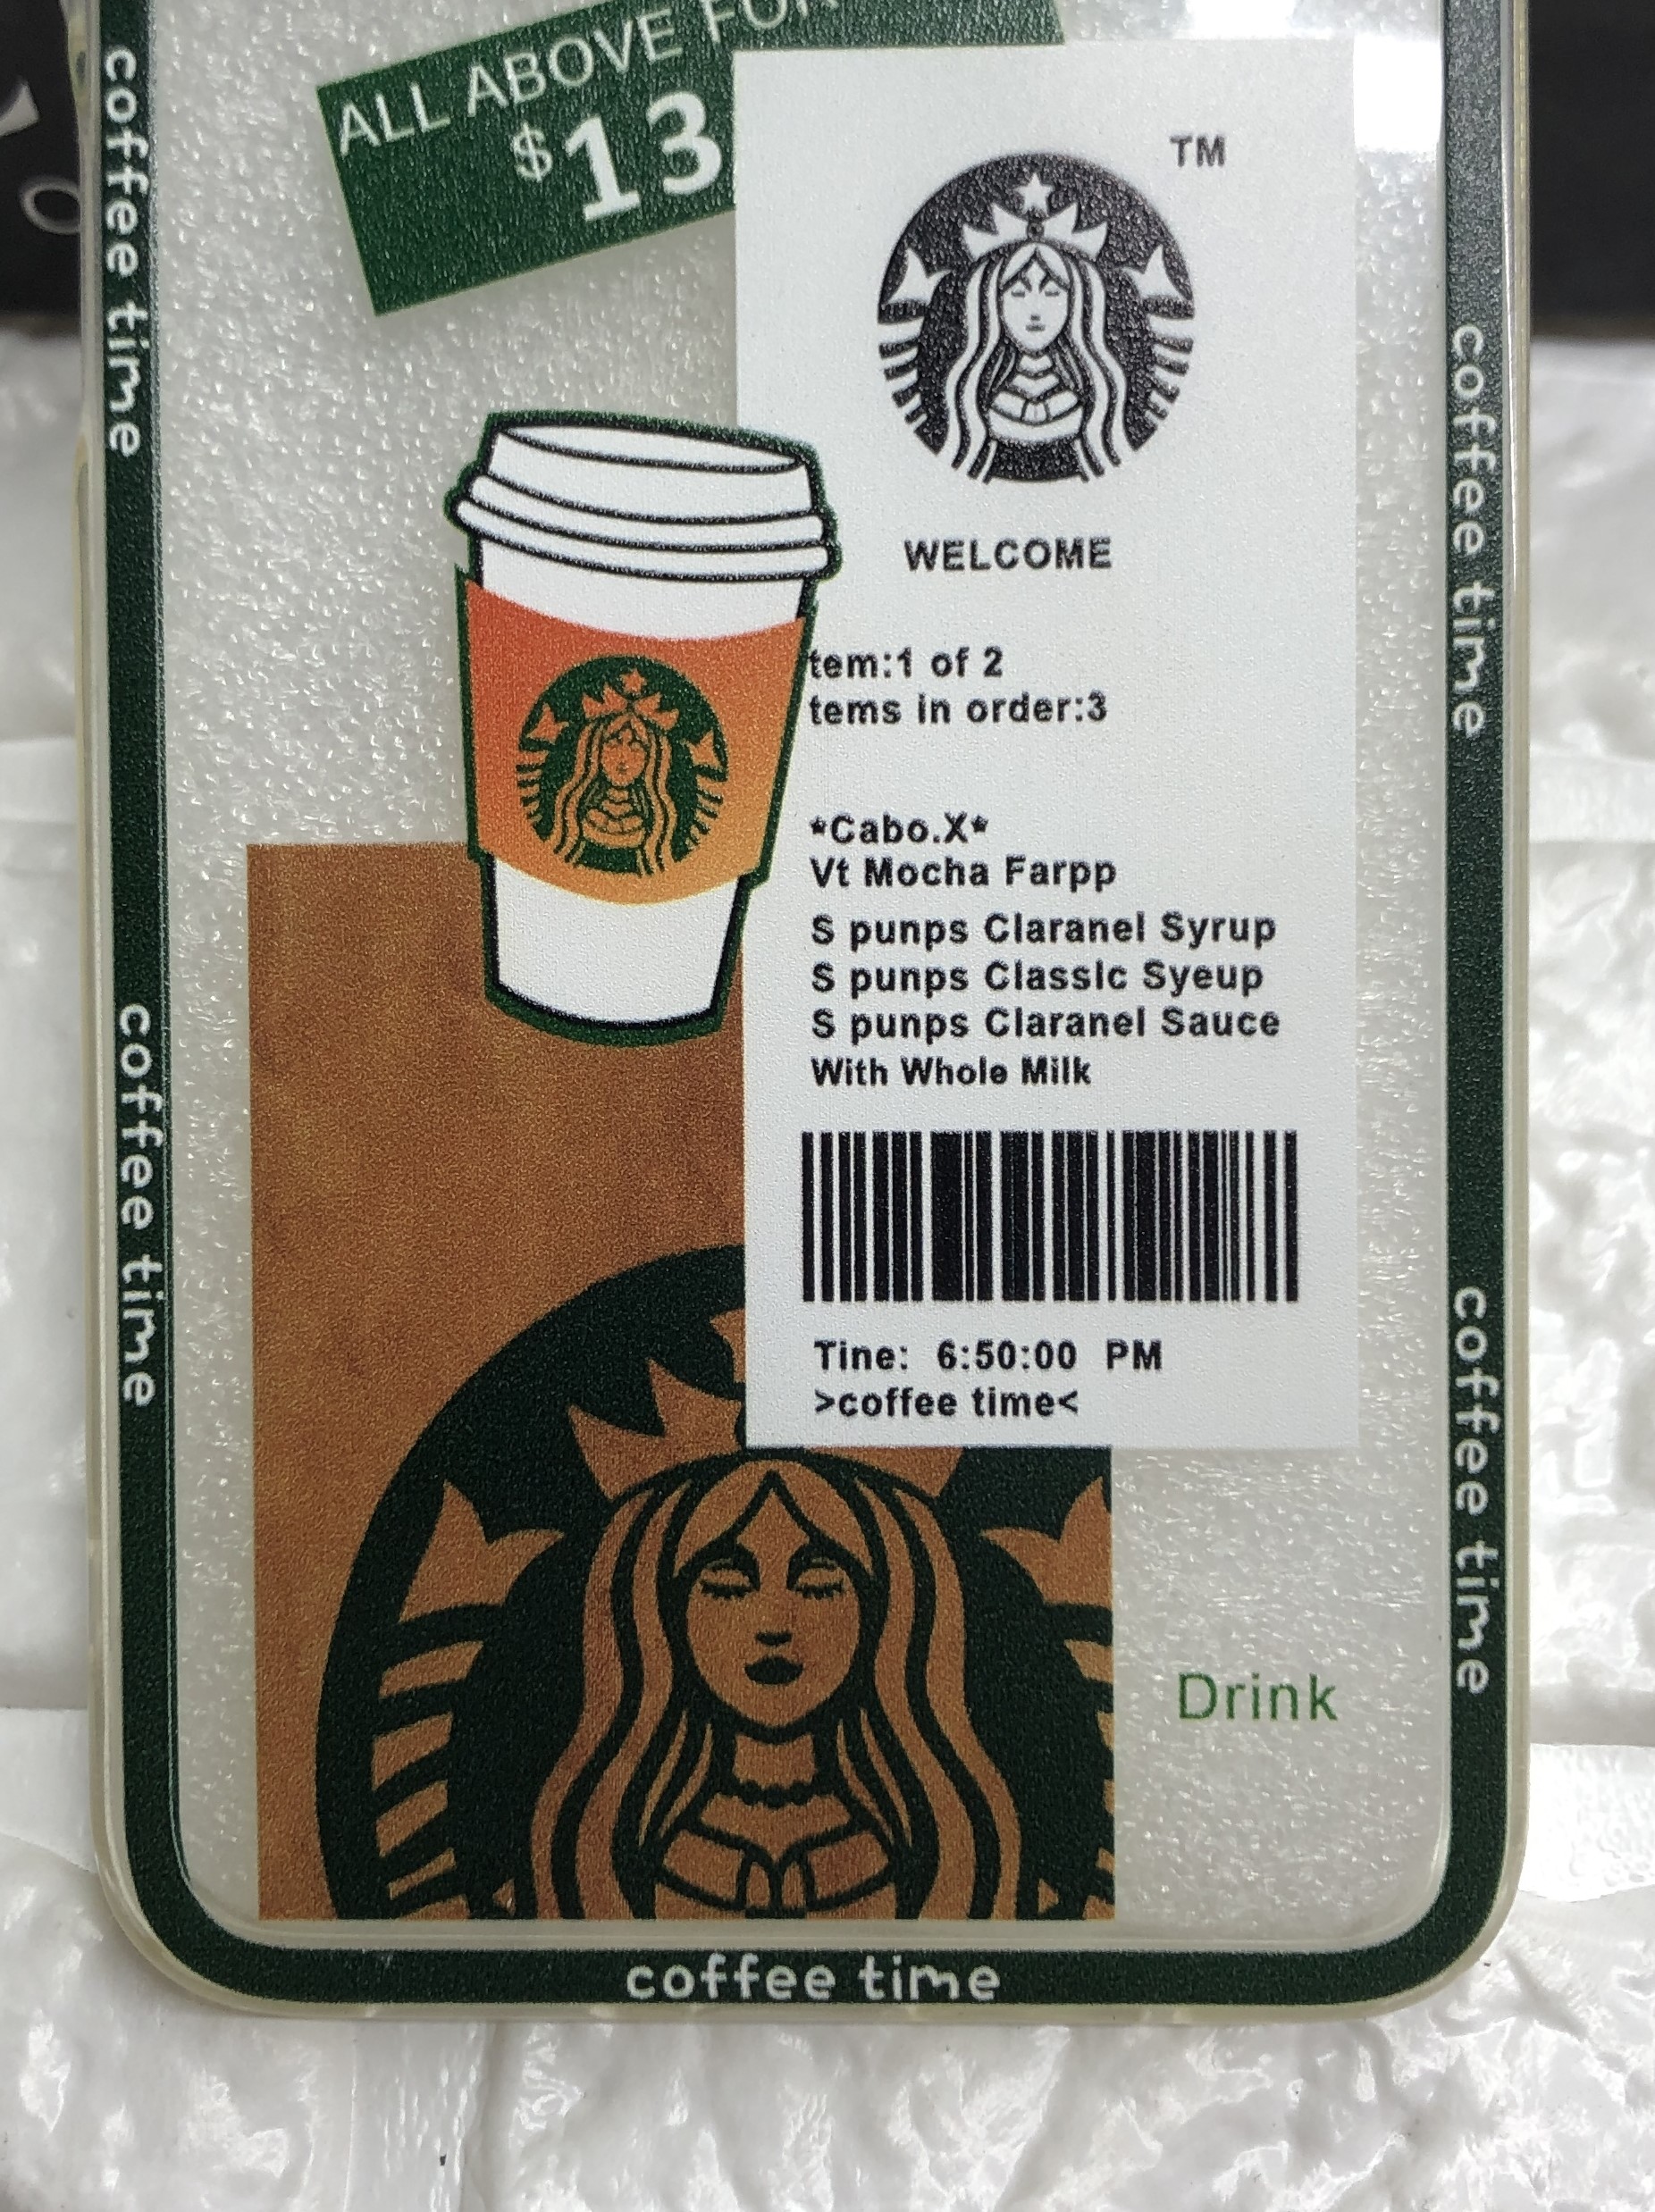 ALL ABOVE FOR
$13
TM
WELCOME
tem:1 of 2
tems in order:3
*Cabo.X*
Vt Mocha Farpp
S punps Claranel Syrup
S punps Classic Syeup
S punps Claranel Sauce
With Whole Milk
Tine: 6:50:00 PM
>coffee time<
Drink
coffee time
coffee time
coffee time
coffee time
coffee time